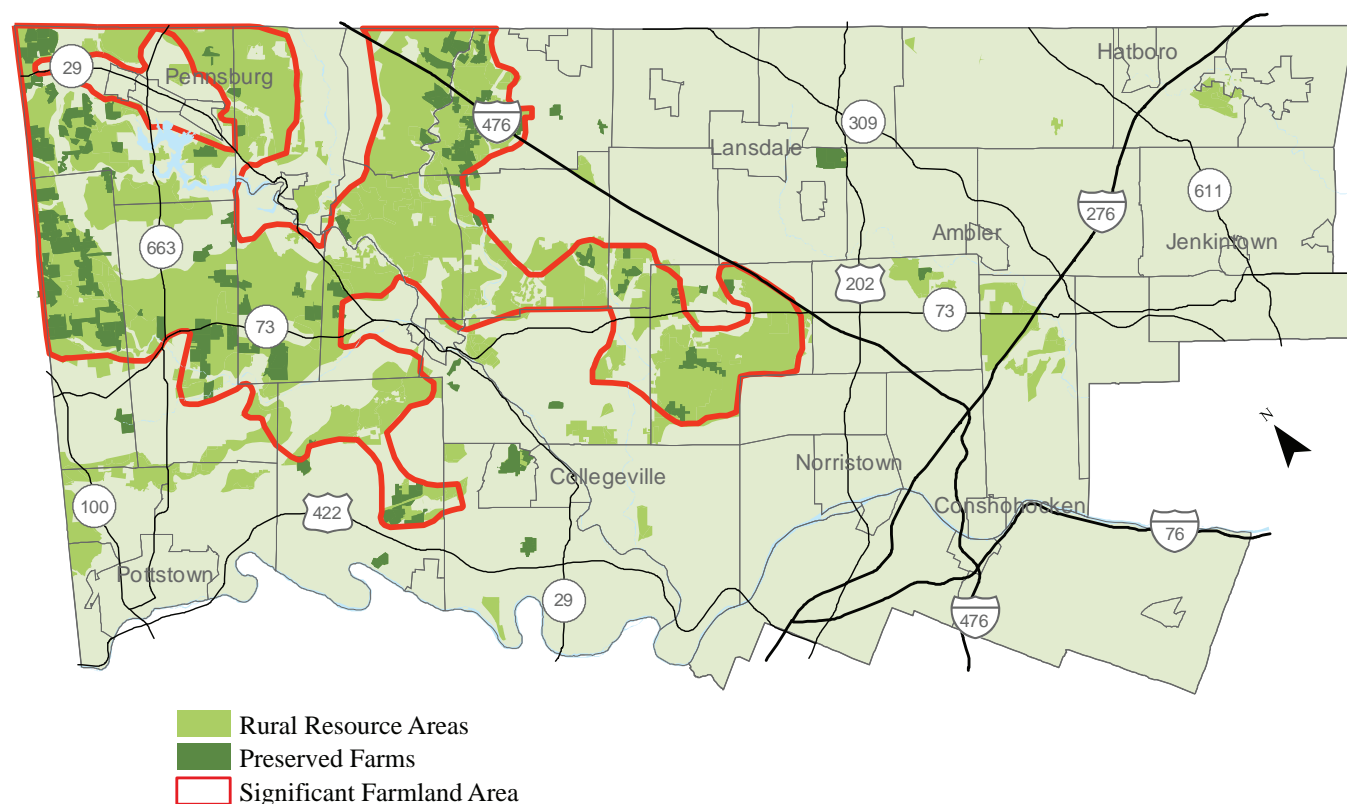 Hatboro
29
Pennsburg
476
309
Lansdale
611
276
663
Ambler
Jenkintown
202
73
73
N
Norristown
Collegeville
100
422
Conshohocken
76
Pottstown
29
476
Rural Resource Areas
Preserved Farms
Significant Farmland Area